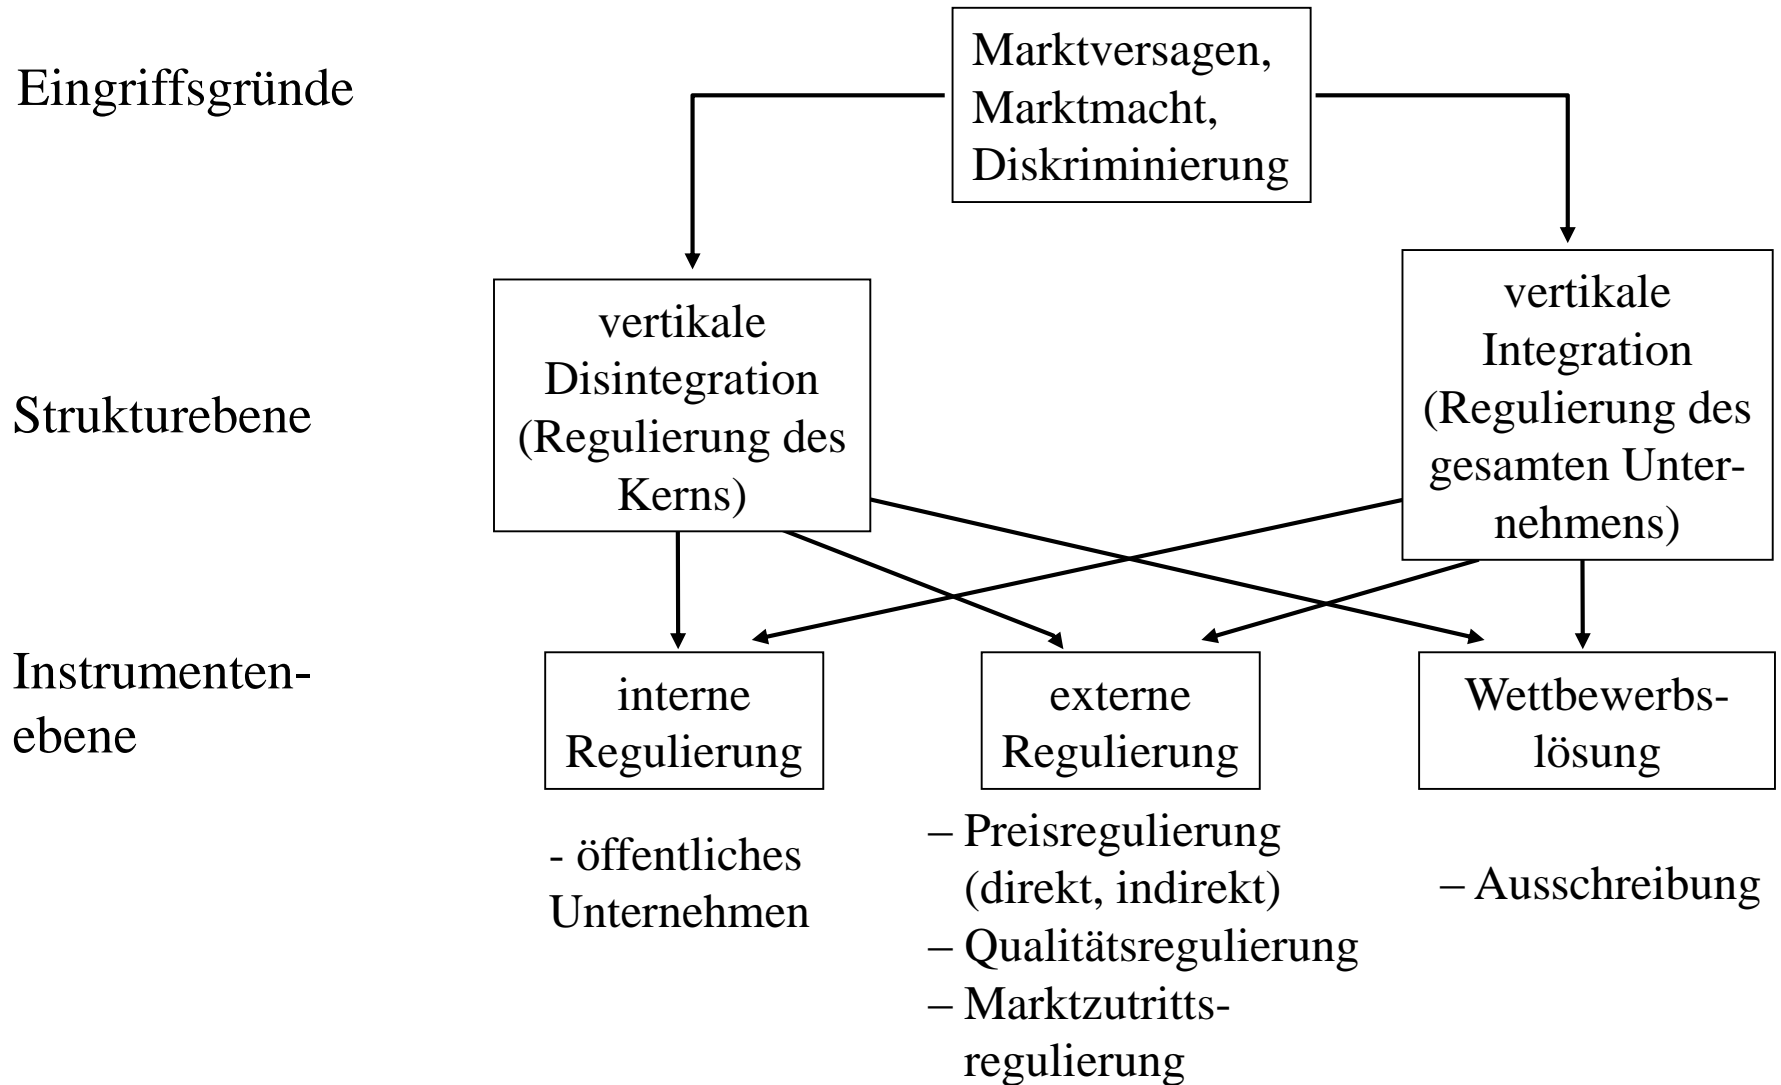 Eingriffsgründe
Marktversagen,
Marktmacht,
Diskriminierung
Strukturebene
vertikale
Disintegration
(Regulierung des
Kerns)
vertikale
Integration
(Regulierung des
gesamten Unter-
nehmens)
Instrumenten-
ebene
interne
Regulierung
externe
Regulierung
Wettbewerbs-
lösung
- öffentliches
Unternehmen
– Preisregulierung
(direkt, indirekt)
– Qualitätsregulierung
– Marktzutritts-
regulierung
– Ausschreibung